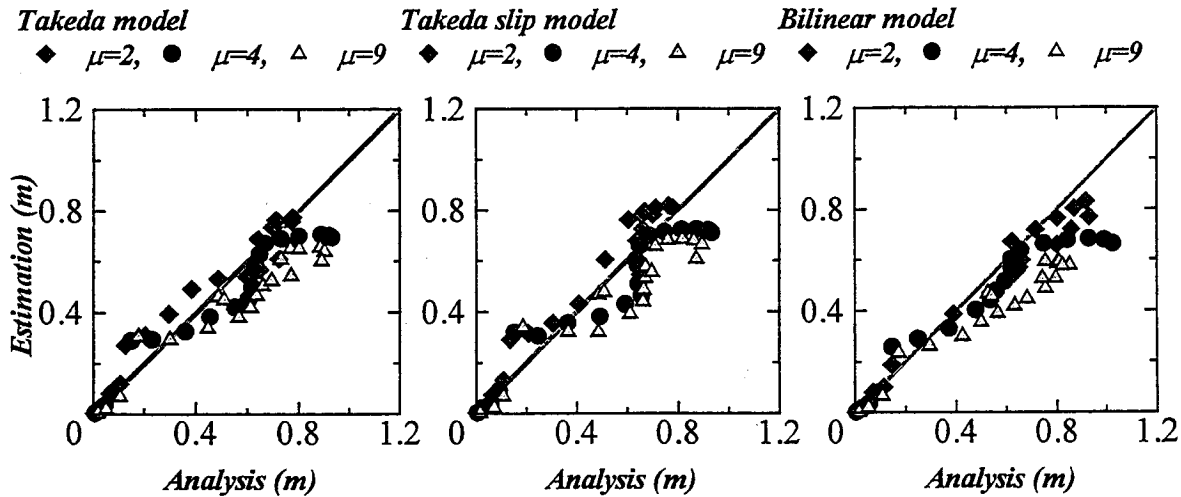 Takeda model Takeda slip model Bilinear model
◆ μ=2, ● μ=4, △ μ=9 ◆ μ=2, ● μ=4, △ μ=9 ◆ μ=2, ● μ=4, △ μ=9
1.2 1.2 1.2
0.8 0.8 0.8
0.4 0.4 0.4
Estimation (m)
0 0.4 0.8 1.2 0 0.4 0.8 1.2 0 0.4 0.8 1.2
Analysis (m) Analysis (m) Analysis (m)